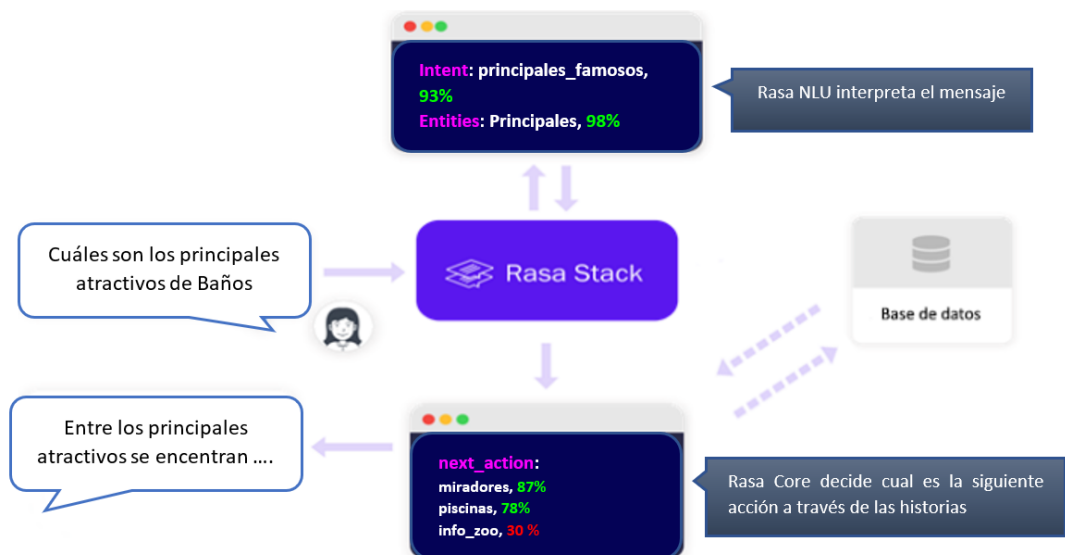 Intent: principales_famosos,
93%
Entities: Principales, 98%
Rasa NLU interpreta el mensaje
Cuáles son los principales
atractivos de Baños
Rasa Stack
Base de datos
Entre los principales
atractivos se encentran ....
next_action:
miradores, 87%
piscinas, 78%
info_zoo, 30 %
Rasa Core decide cual es la siguiente
acción a través de las historias